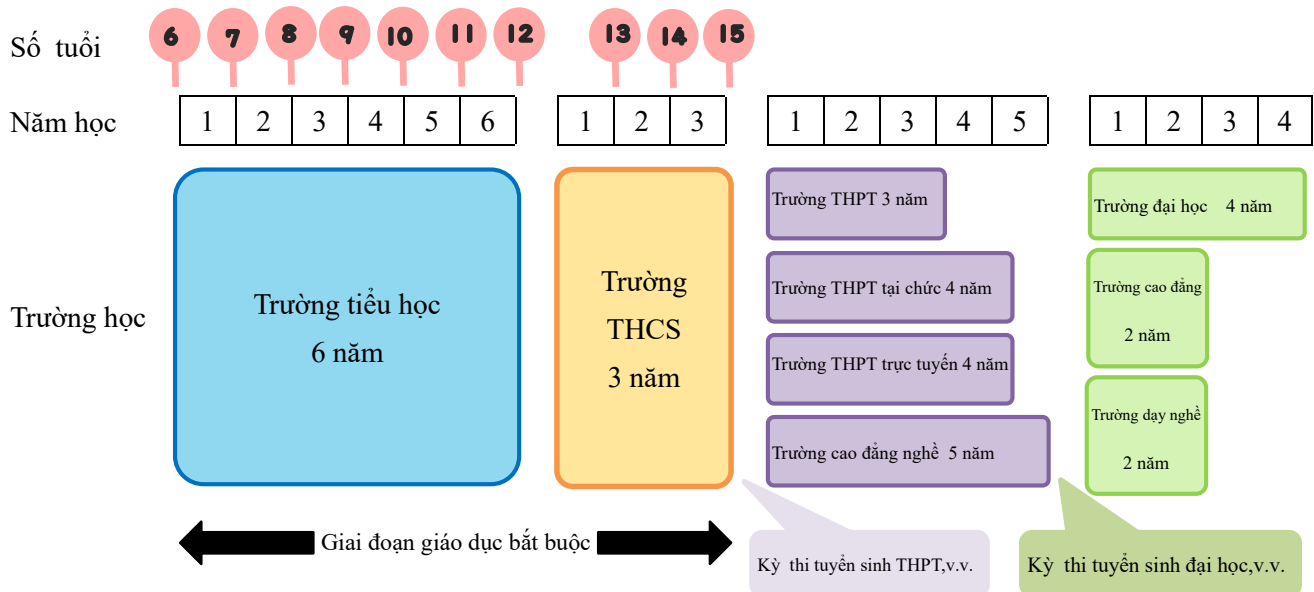 Số tuổi 6 7 8 9 10 11 12 13 14 15
Năm học 1 2 3 4 5 6 1 2 3 1 2 3 4 5 1 2 3 4
Trường học
Trường tiểu học
6 năm
Trường
THCS
3 năm
Trường THPT 3 năm
Trường THPT tại chức 4 năm
Trường THPT trực tuyến 4 năm
Trường cao đẳng nghề 5 năm
Trường đại học 4 năm
Trường cao đẳng
2 năm
Trường dạy nghề
2 năm
Giai đoạn giáo dục bắt buộc
Kỳ thi tuyển sinh THPT,v.v.
Kỳ thi tuyển sinh đại học,v.v.